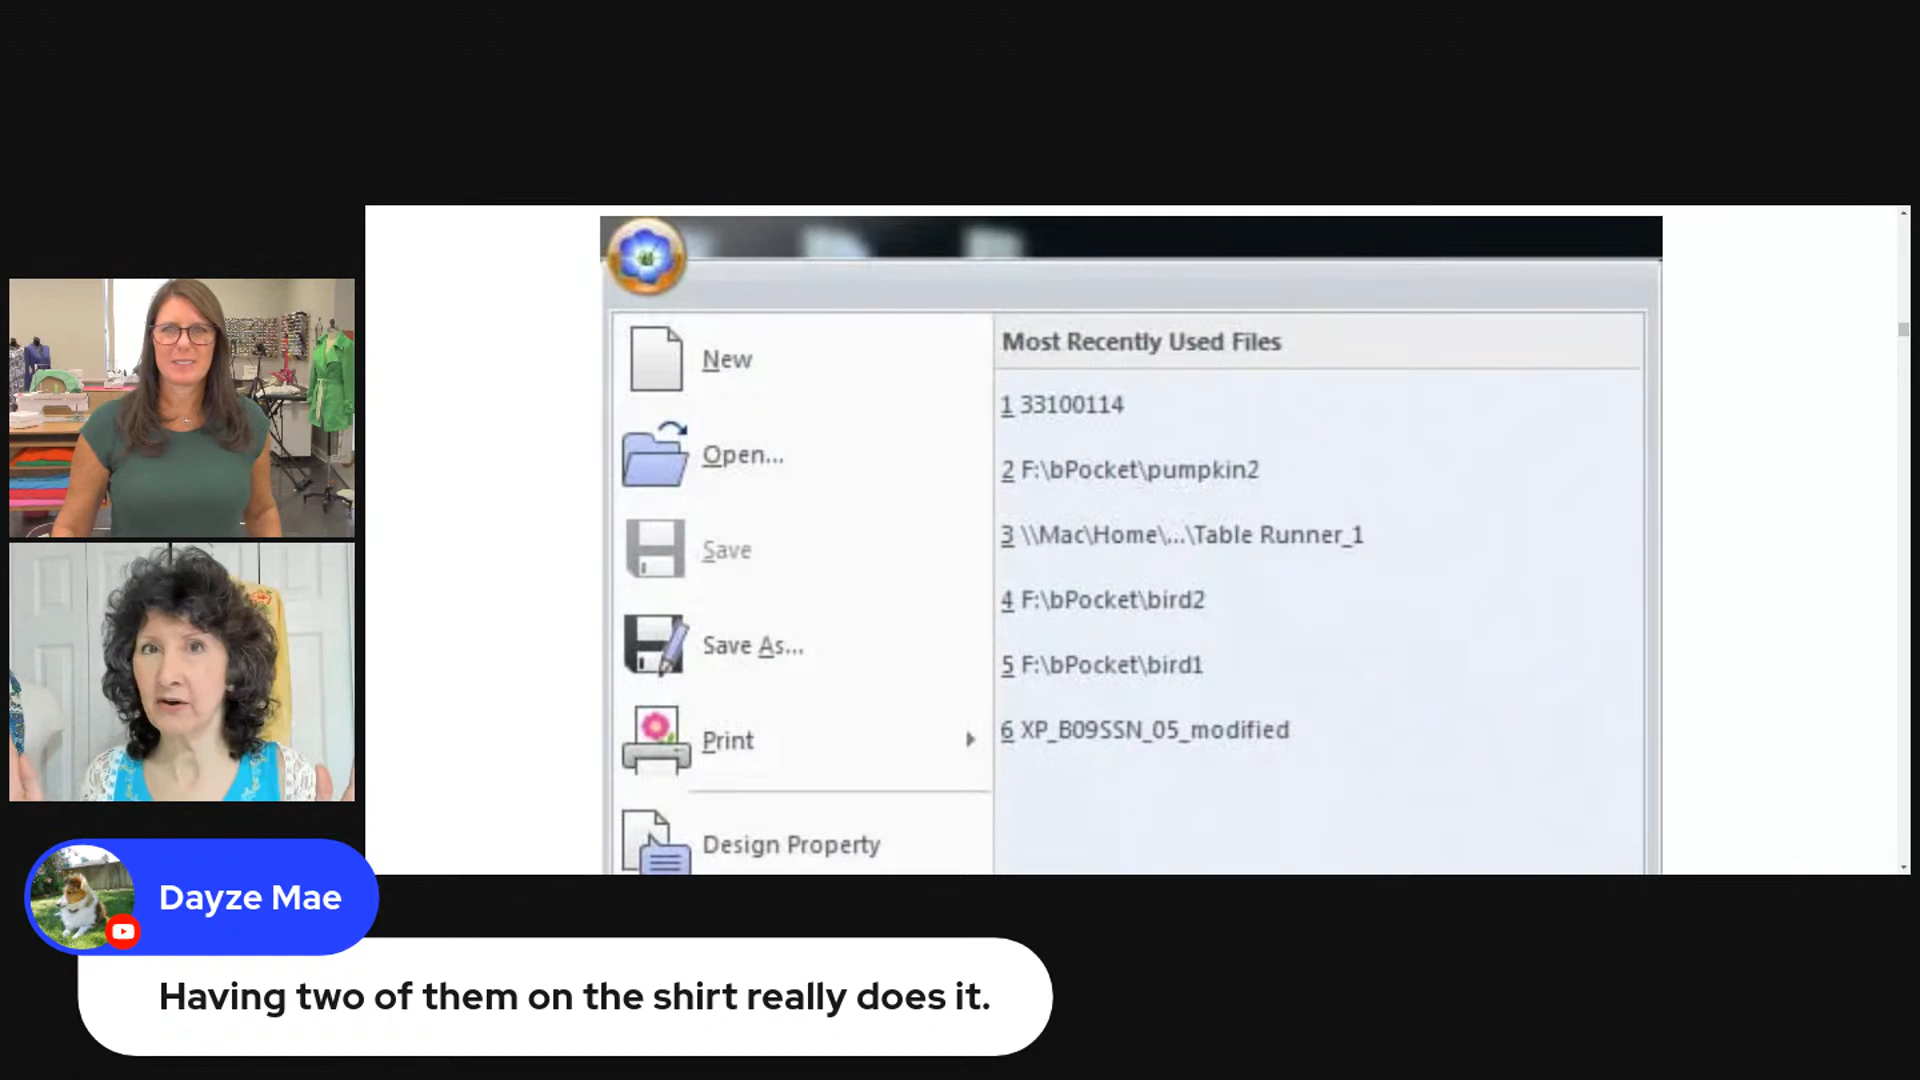 New
Open...
Save
Save As...
Print
Design Property
Most Recently Used Files
1 33100114
2 F:\bPocket\pumpkin2
3 \\Mac\Home\...\Table Runner_1
4 F:\bPocket\bird2
5 F:\bPocket\bird1
6 XP_B09SSN_05_modified
Dayze Mae
Having two of them on the shirt really does it.